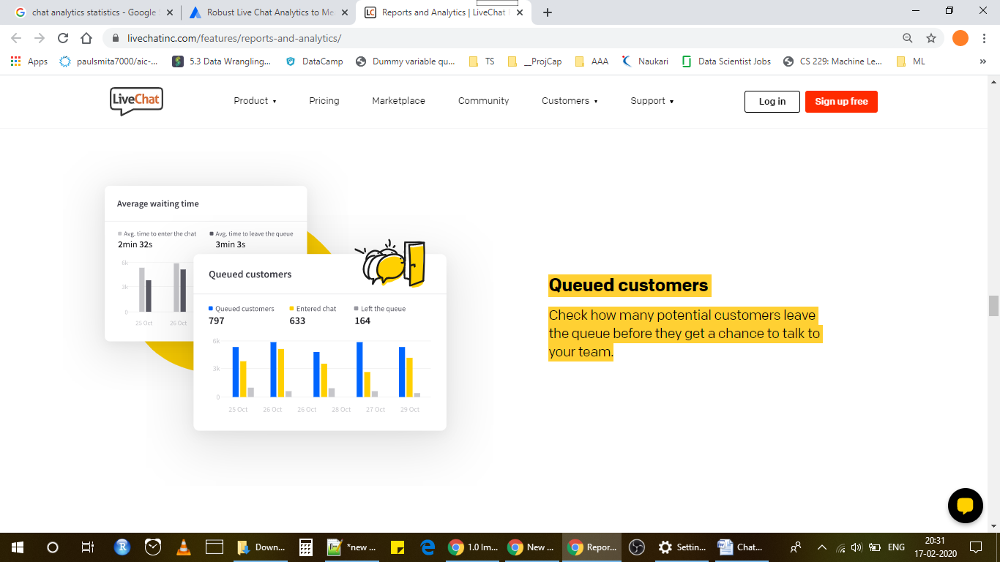 chat analytics statistics - Google
Robust Live Chat Analytics to Me
Reports and Analytics | LiveChat
livechatinc.com/features/reports-and-analytics/
Apps
paulsmita7000/aic-...
5.3 Data Wrangling...
DataCamp
Dummy variable qu...
TS
__ProjCap
AAA
Naukari
Data Scientist Jobs
CS 229: Machine Le...
ML
LiveChat
Product
Pricing
Marketplace
Community
Customers
Support
Log in
Sign up free
Average waiting time
Avg. time to enter the chat
Avg. time to leave the queue
2min 32s
3min 3s
6k
3k
0
25 Oct
26 Oct
Queued customers
Queued customers
Entered chat
Left the queue
797
633
164
6k
3k
0
25 Oct
26 Oct
26 Oct
28 Oct
27 Oct
29 Oct
Queued customers
Check how many potential customers leave
the queue before they get a chance to talk to
your team.
Down...
*new ...
1.0 Im...
New ...
Repor...
Settin...
Chat...
ENG
20:31
17-02-2020